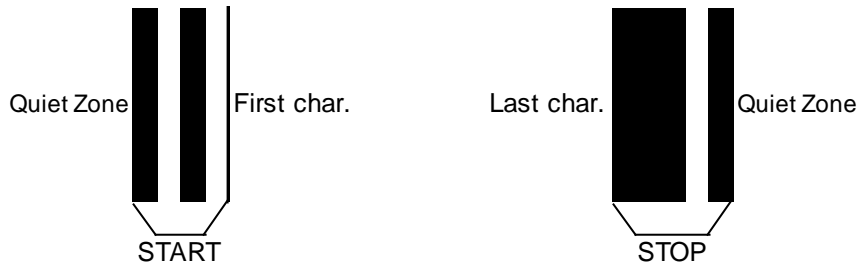 Quiet Zone
First char.
Last char.
Quiet Zone
START
STOP